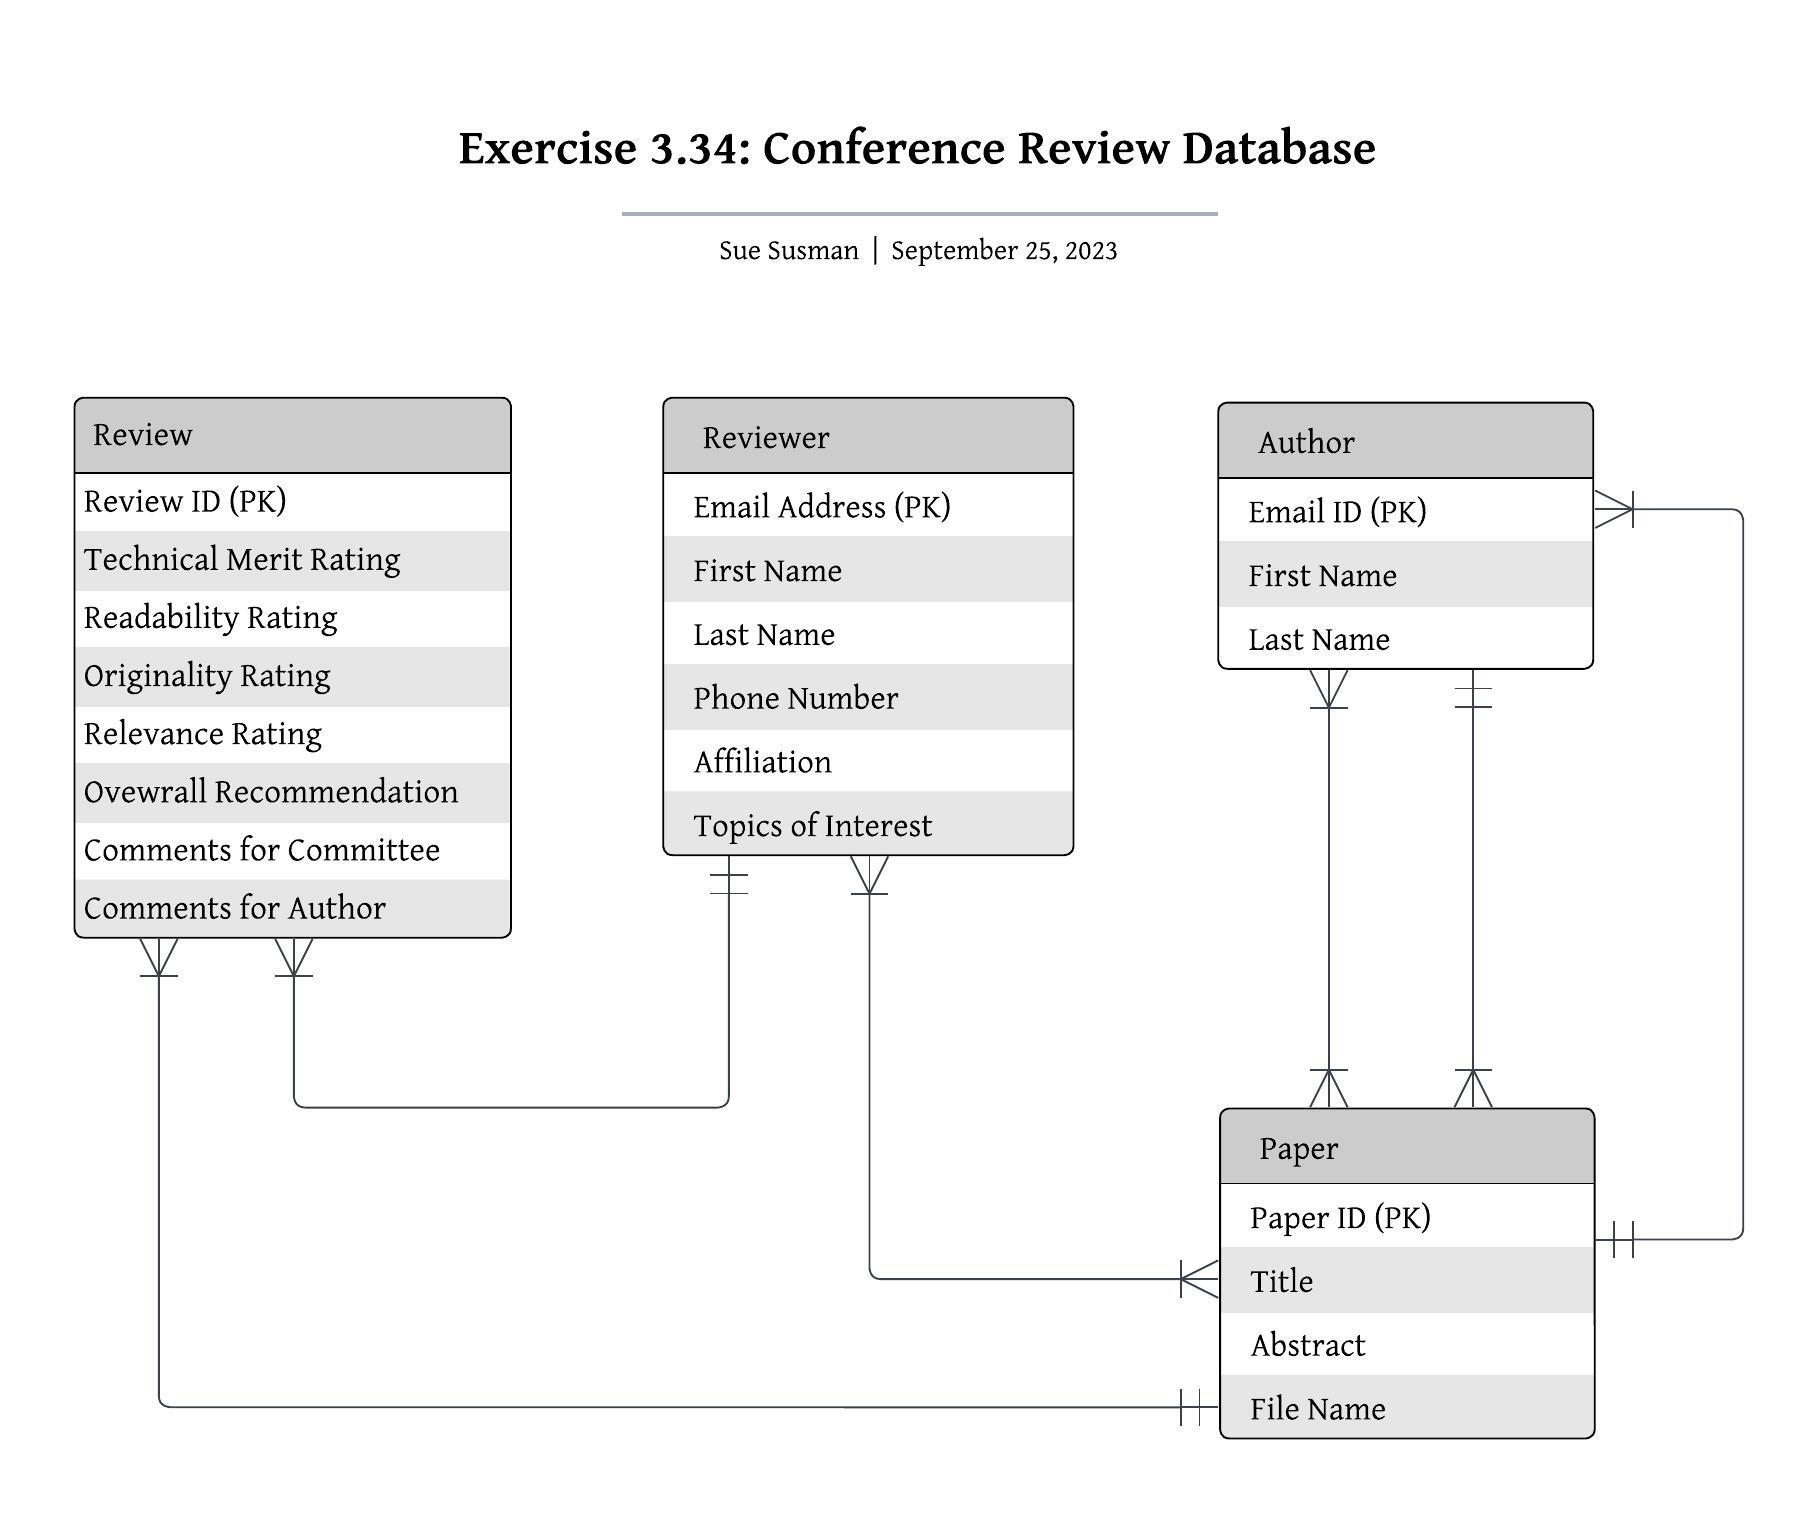 Exercise 3.34: Conference Review Database
Sue Susman | September 25, 2023
Review
Review ID (PK)
Technical Merit Rating
Readability Rating
Originality Rating
Relevance Rating
Ovewrall Recommendation
Comments for Committee
Comments for Author
Reviewer
Email Address (PK)
First Name
Last Name
Phone Number
Affiliation
Topics of Interest
Author
Email ID (PK)
First Name
Last Name
Paper
Paper ID (PK)
Title
Abstract
File Name